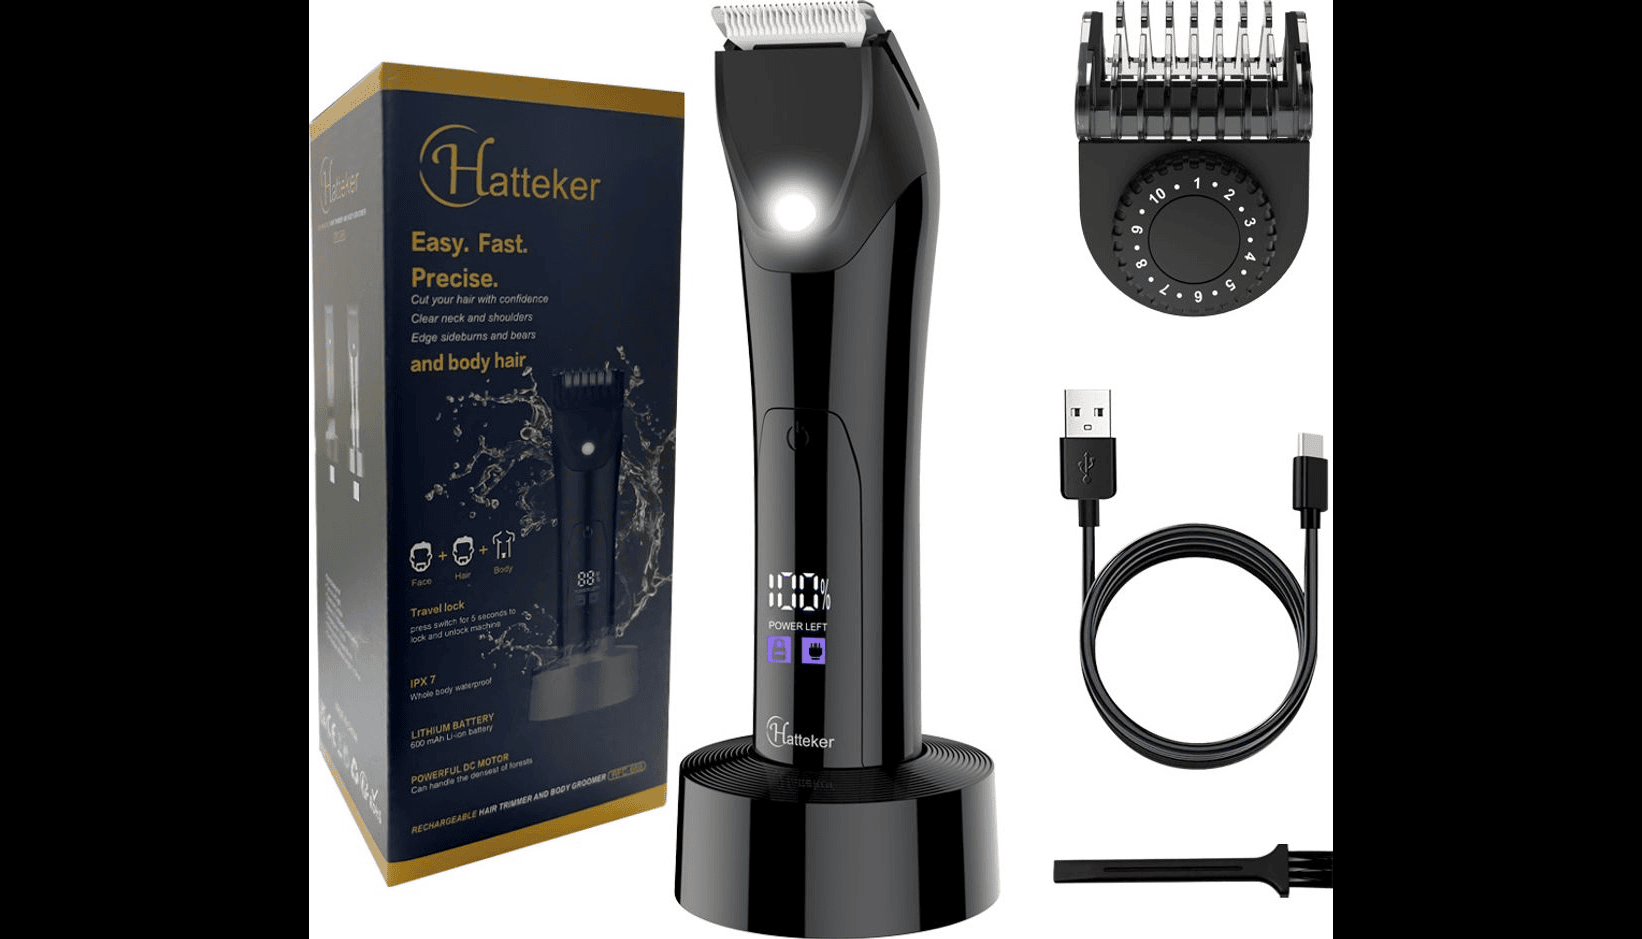 Hatteker
Easy. Fast.
Precise.
Cut your hair with confidence
Clear neck and shoulders
Edge sideburns and bears
and body hair
Face + Hair + Body
Travel lock
press switch for 5 seconds to
lock and unlock machine
IPX 7
Whole body waterproof
LITHIUM BATTERY
600 mAh Li-ion battery
POWERFUL DC MOTOR
Can handle the densest of forests
RECHARGEABLE HAIR TRIMMER AND BODY GROOMER
88
Hatteker
100%
POWER LEFT
Hatteker
1 2 3 4 5 6 7 8 9 10